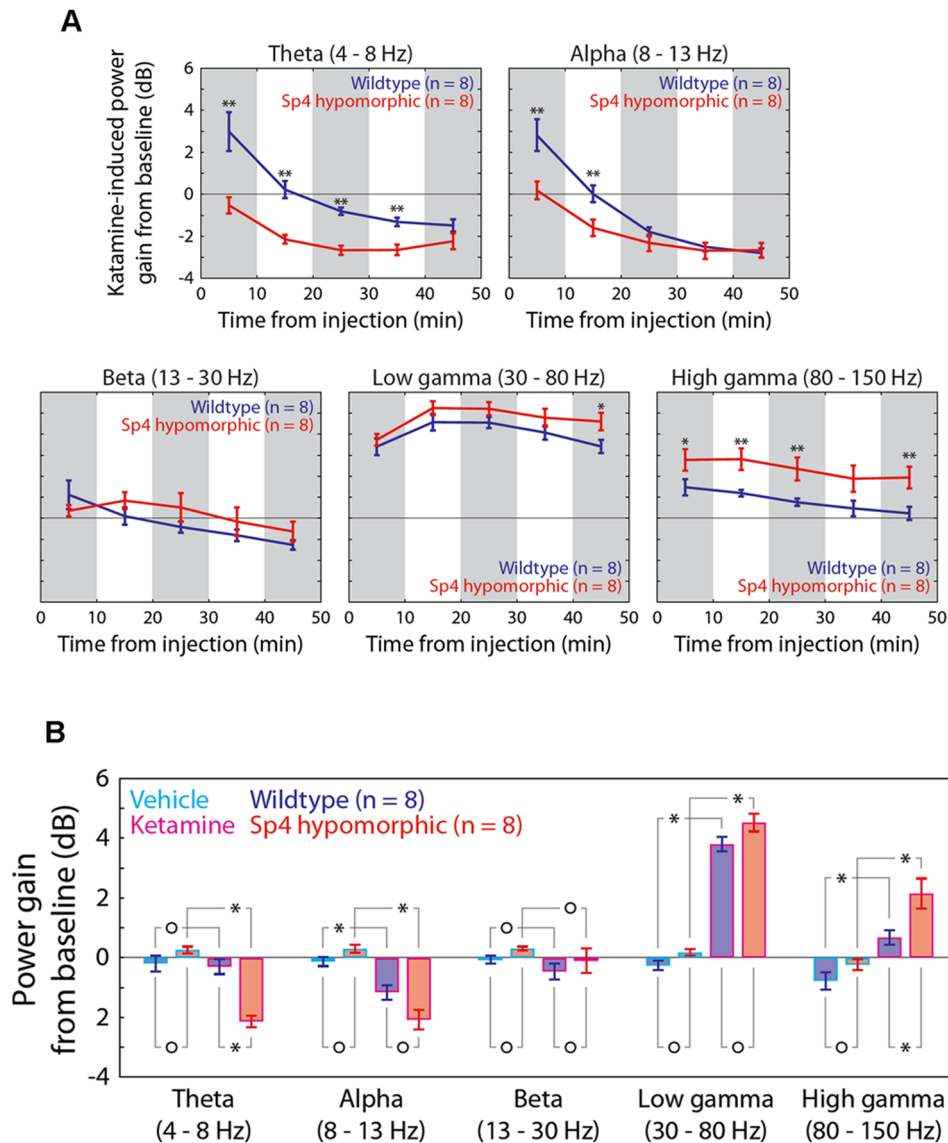 A
Theta (4 - 8 Hz)
Alpha (8 - 13 Hz)
Katamine-induced power
gain from baseline (dB)
6
4
2
0
-2
-4
Wildtype (n = 8)
Sp4 hypomorphic (n = 8)
**
**
**
**
Wildtype (n = 8)
Sp4 hypomorphic (n = 8)
**
**
0 10 20 30 40 50
0 10 20 30 40 50
Time from injection (min)
Time from injection (min)
Beta (13 - 30 Hz)
Low gamma (30 - 80 Hz)
High gamma (80 - 150 Hz)
Wildtype (n = 8)
Sp4 hypomorphic (n = 8)
*
Wildtype (n = 8)
Sp4 hypomorphic (n = 8)
*
**
**
**
Wildtype (n = 8)
Sp4 hypomorphic (n = 8)
0 10 20 30 40 50
0 10 20 30 40 50
0 10 20 30 40 50
Time from injection (min)
Time from injection (min)
Time from injection (min)
B
Power gain
from baseline (dB)
6
4
2
0
2
-4
Vehicle Wildtype (n = 8)
Ketamine Sp4 hypomorphic (n = 8)
* * * * * * *
* *
Theta
(4 - 8 Hz)
Alpha
(8 - 13 Hz)
Beta
(13 - 30 Hz)
Low gamma
(30 - 80 Hz)
High gamma
(80 - 150 Hz)